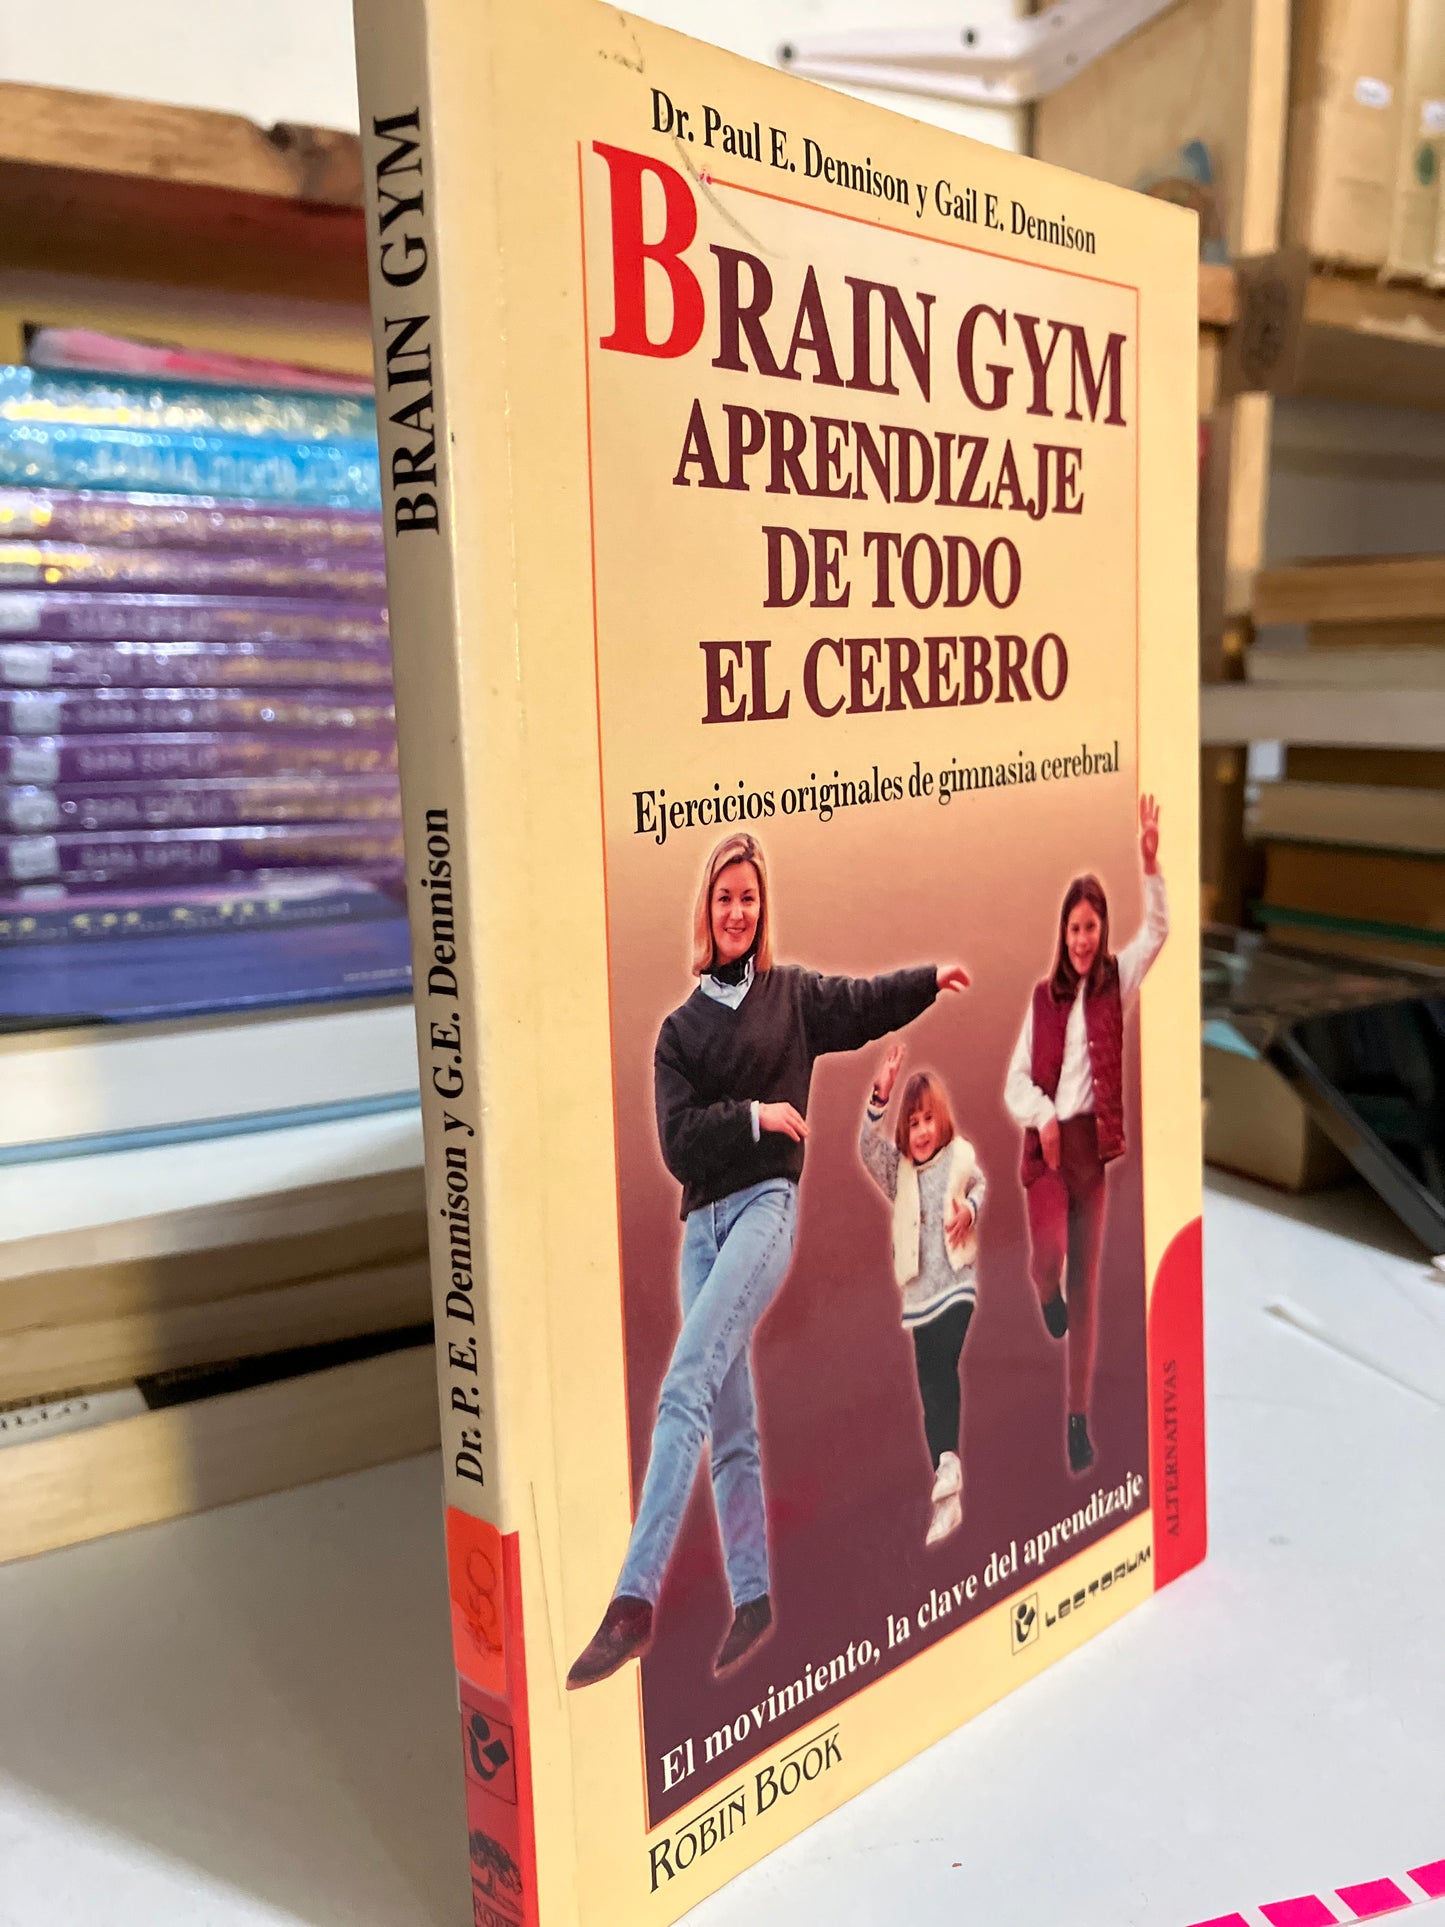 Dr. Paul E. Dennison y Gail E. Dennison
BRAIN GYM
APRENDIZAJE
DE TODO
EL CEREBRO
Ejercicios originales de gimnasia cerebral
El movimiento, la clave del aprendizaje
ALTERNATIVAS
LECTORUM
ROBIN BOOK
BRAIN GYM
Dr. P. E. Dennison y G.E. Dennison